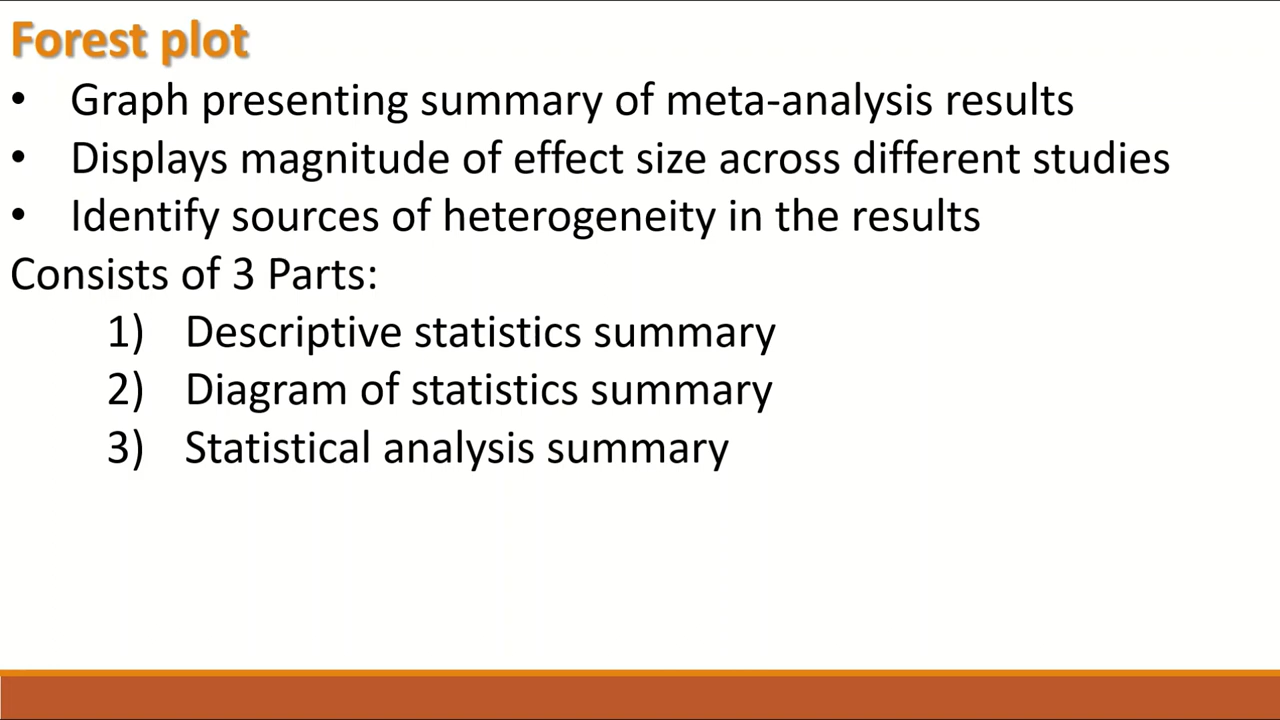 Forest plot
• Graph presenting summary of meta-analysis results
• Displays magnitude of effect size across different studies
• Identify sources of heterogeneity in the results
Consists of 3 Parts:
1) Descriptive statistics summary
2) Diagram of statistics summary
3) Statistical analysis summary